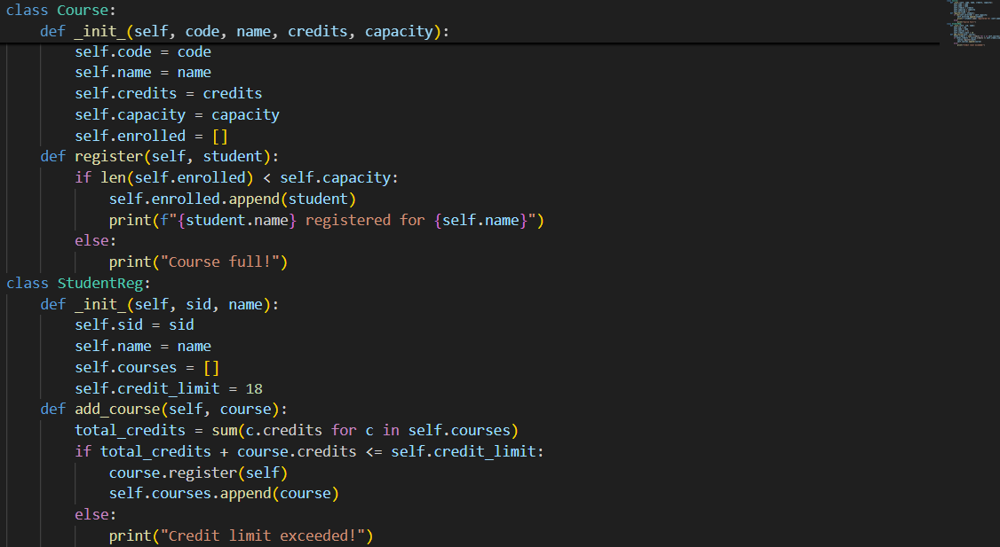 class Course:
    def _init_(self, code, name, credits, capacity):
        self.code = code
        self.name = name
        self.credits = credits
        self.capacity = capacity
        self.enrolled = []
    def register(self, student):
        if len(self.enrolled) < self.capacity:
            self.enrolled.append(student)
            print(f"{student.name} registered for {self.name}")
        else:
            print("Course full!")
class StudentReg:
    def _init_(self, sid, name):
        self.sid = sid
        self.name = name
        self.courses = []
        self.credit_limit = 18
    def add_course(self, course):
        total_credits = sum(c.credits for c in self.courses)
        if total_credits + course.credits <= self.credit_limit:
            course.register(self)
            self.courses.append(course)
        else:
            print("Credit limit exceeded!")